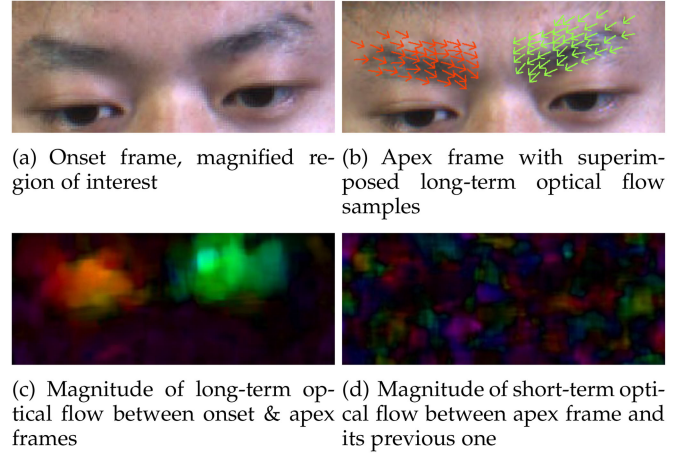 (a) Onset frame, magnified re-
gion of interest
(b) Apex frame with superim-
posed long-term optical flow
samples
(c) Magnitude of long-term op-
tical flow between onset & apex
frames
(d) Magnitude of short-term opti-
cal flow between apex frame and
its previous one